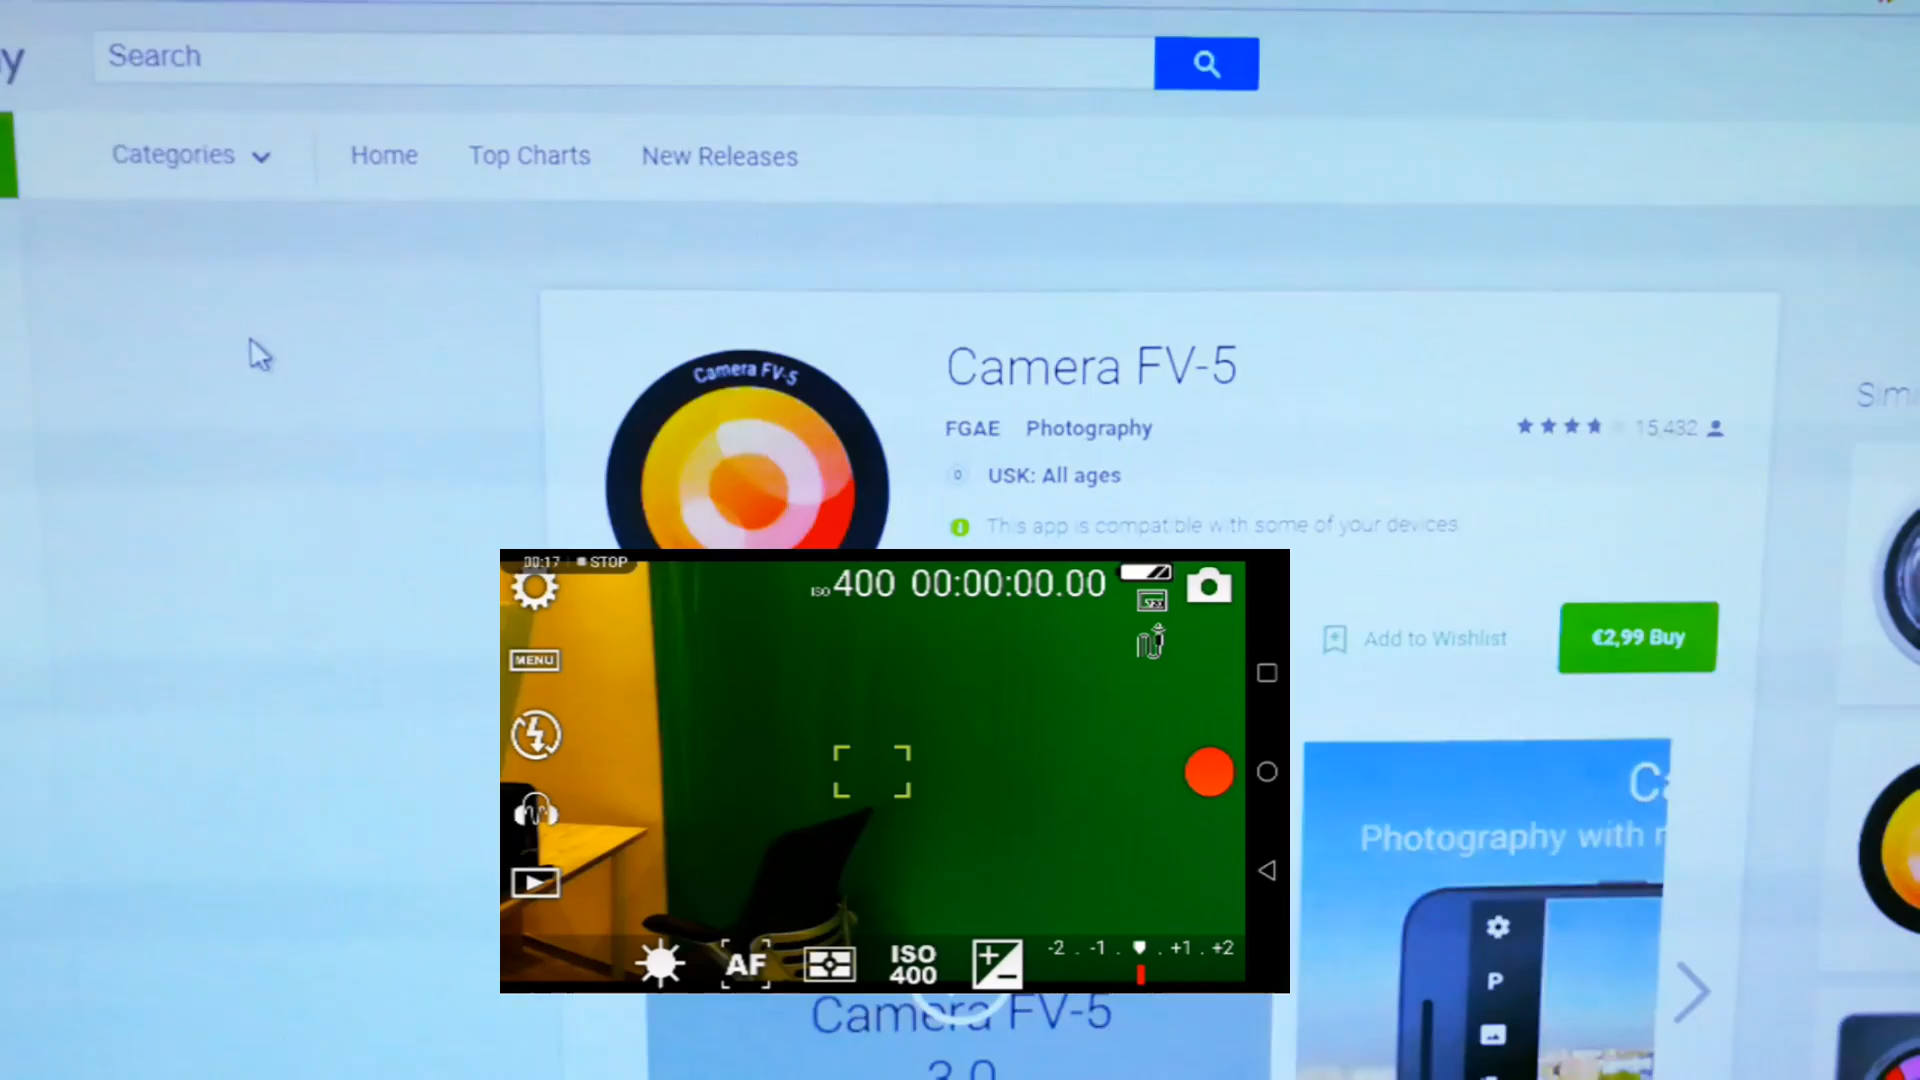 y
Search
Categories
Home
Top Charts
New Releases
Camera FV-5
Camera FV-5
FGAE Photography
15,432
USK: All ages
This app is compatible with some of your devices
Add to Wishlist
€2,99 Buy
Simi
00:17 STOP
ISO 400 00:00:00.00
MENU
AF
ISO
400
-2 . -1 . . +1 . +2
Ca
Photography with
P
Camera FV-5
3.0